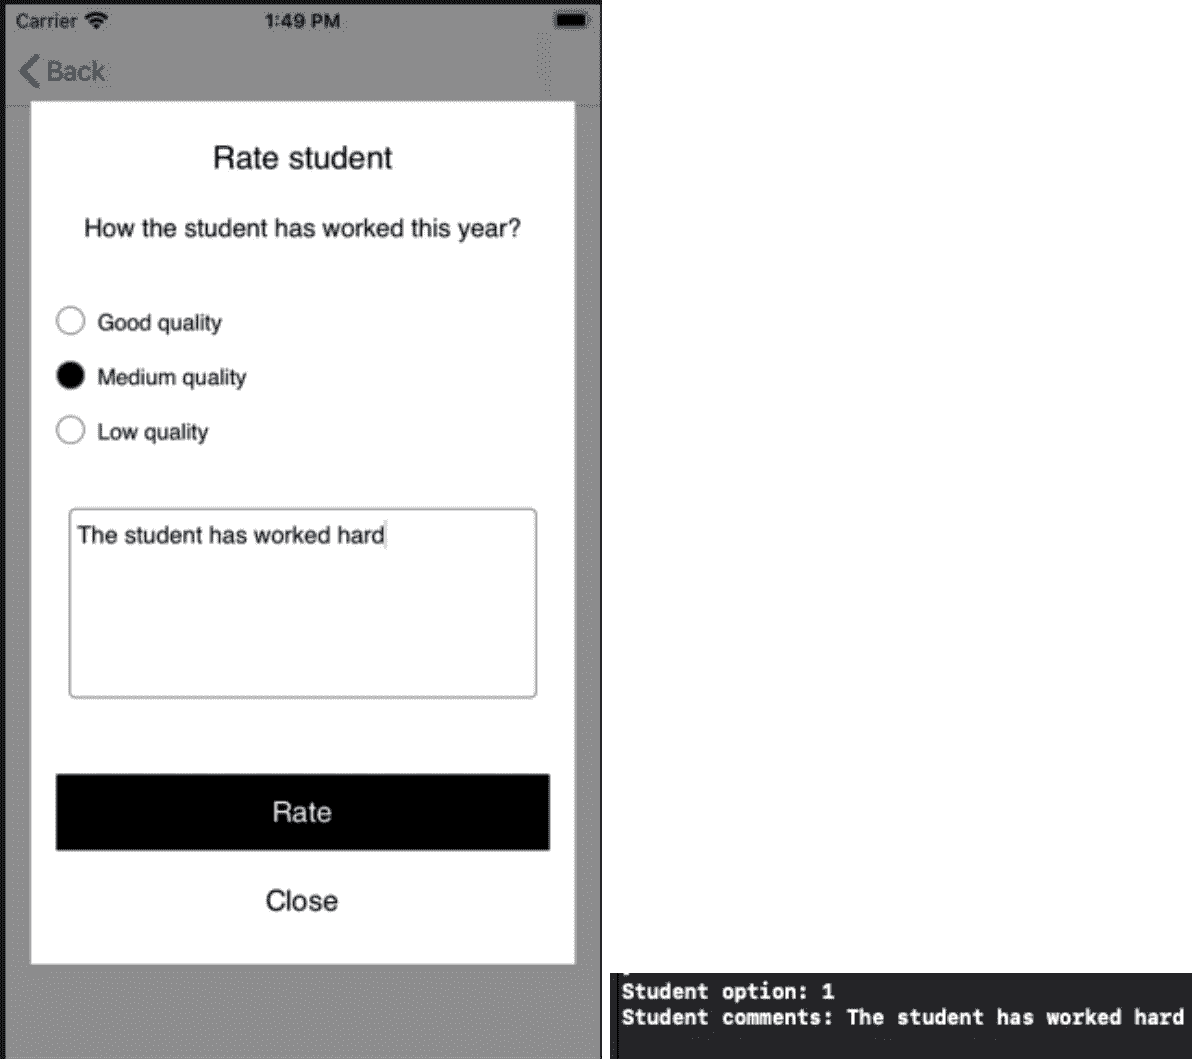 Carrier 1:49 PM
Back
Rate student
How the student has worked this year?
Good quality
Medium quality
Low quality
The student has worked hard
Rate
Close
Student option: 1
Student comments: The student has worked hard